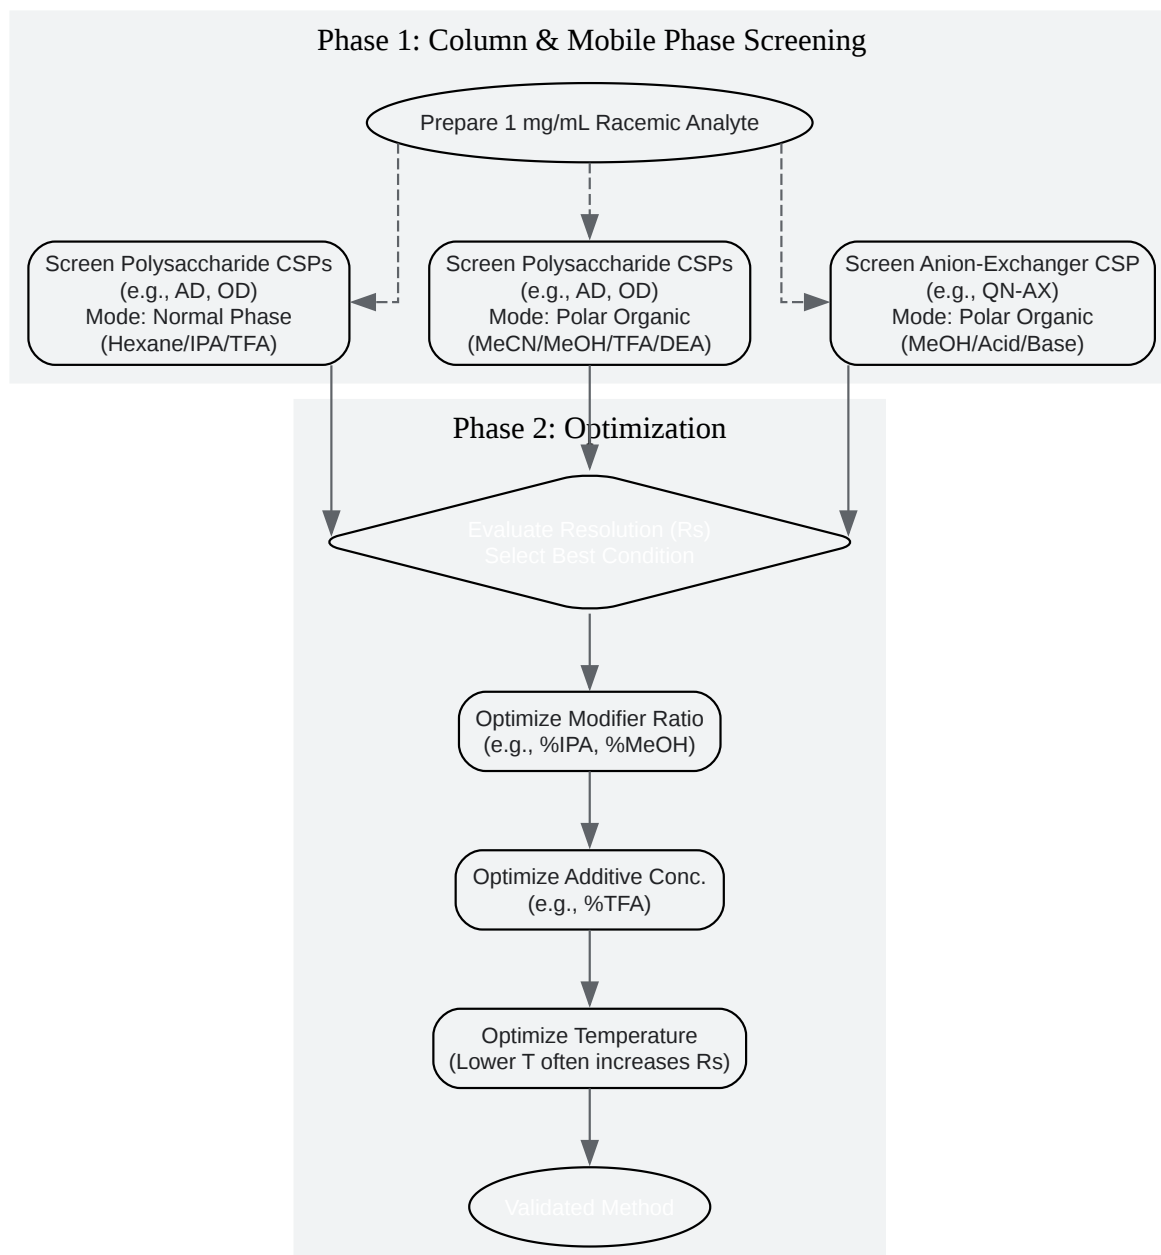 Phase 1: Column & Mobile Phase Screening
Prepare 1 mg/mL Racemic Analyte
Screen Polysaccharide CSPs
(e.g., AD, OD)
Mode: Normal Phase
(Hexane/IPA/TFA)
Screen Polysaccharide CSPs
(e.g., AD, OD)
Mode: Polar Organic
(MeCN/MeOH/TFA/DEA)
Screen Anion-Exchanger CSP
(e.g., QN-AX)
Mode: Polar Organic
(MeOH/Acid/Base)
Phase 2: Optimization
Evaluate Resolution (Rs)
Select Best Condition
Optimize Modifier Ratio
(e.g., %IPA, %MeOH)
Optimize Additive Conc.
(e.g., %TFA)
Optimize Temperature
(Lower T often increases Rs)
Validated Method